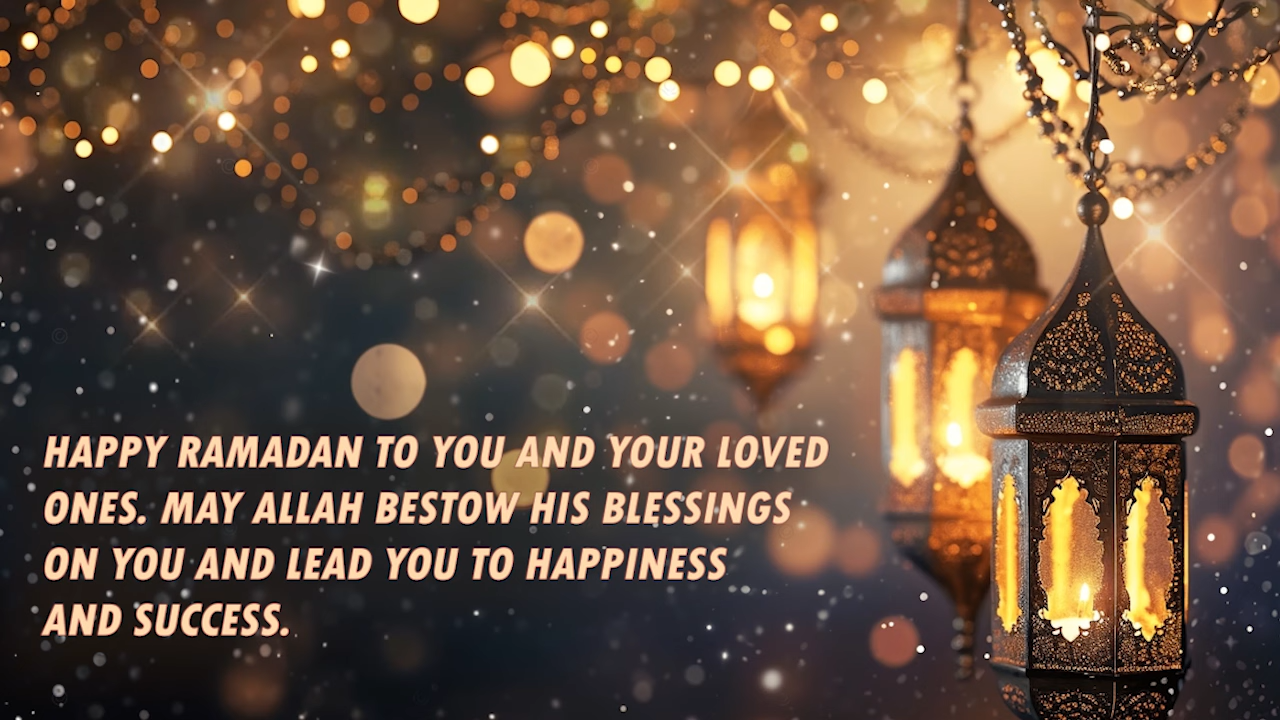 HAPPY RAMADAN TO YOU AND YOUR LOVED
ONES. MAY ALLAH BESTOW HIS BLESSINGS
ON YOU AND LEAD YOU TO HAPPINESS
AND SUCCESS.